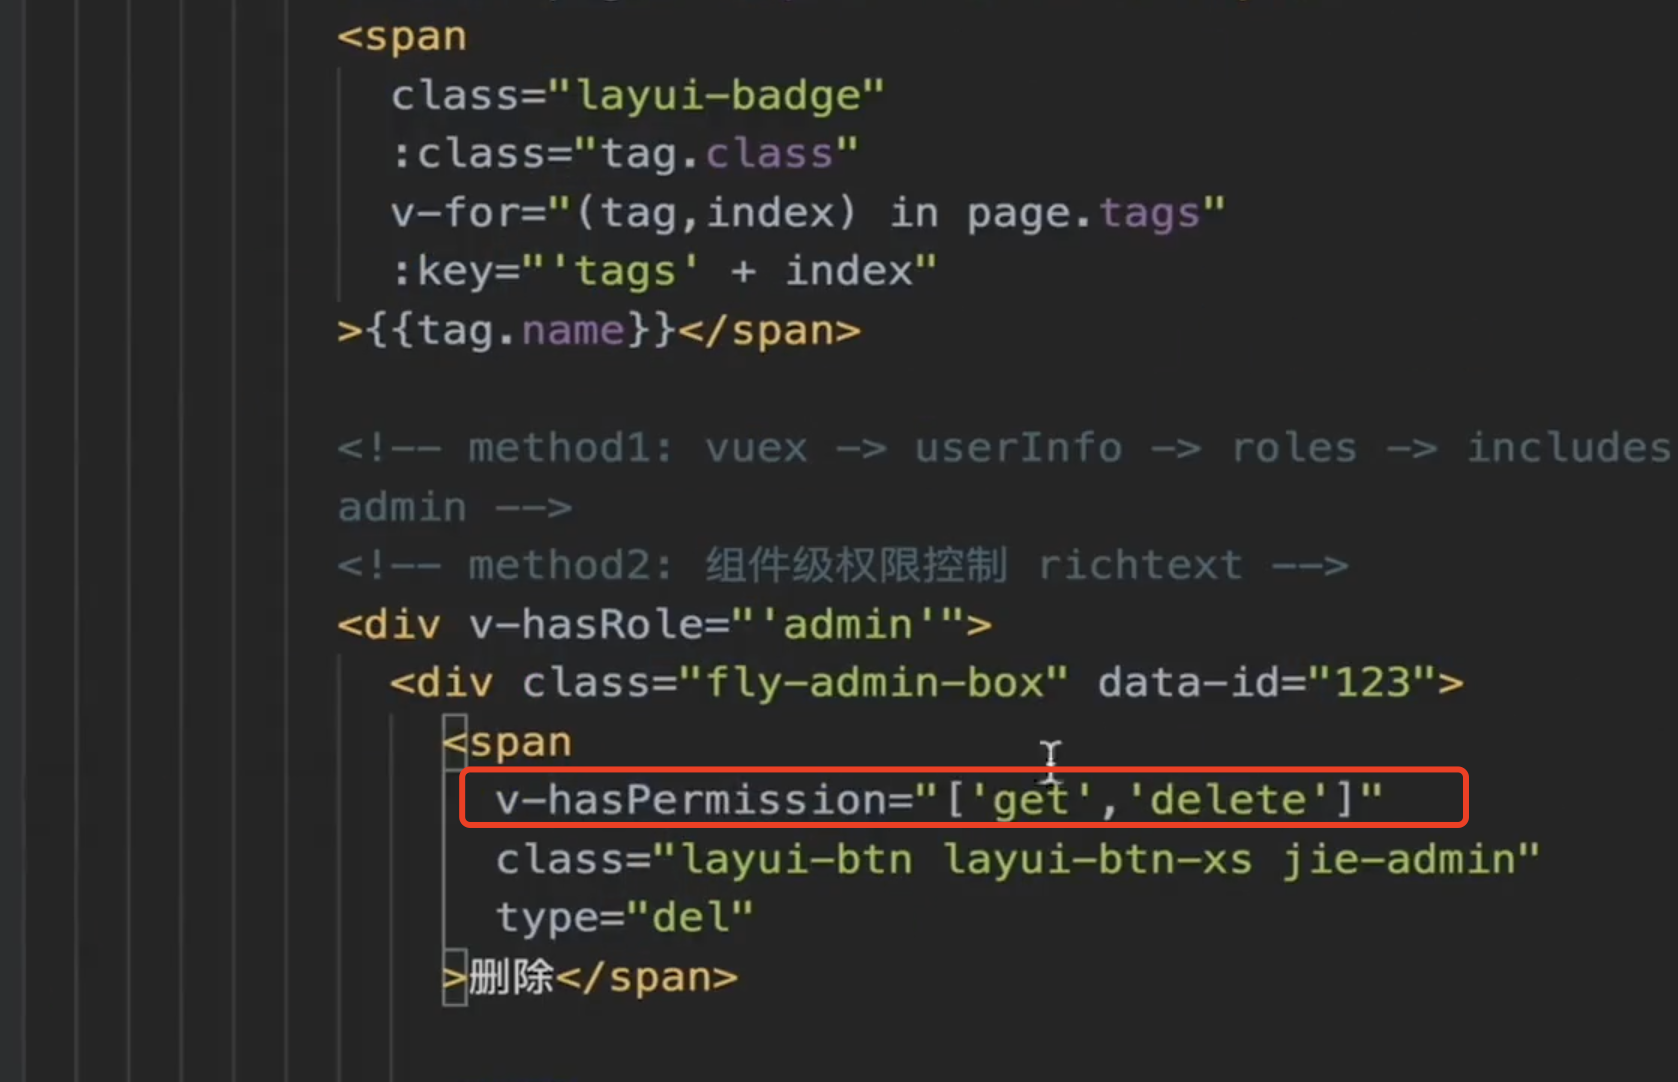 <span
class="layui-badge"
:class="tag.class"
v-for="(tag,index) in page.tags"
:key="'tags' + index"
>{{tag.name}}</span>
<!-- method1: vuex -> userInfo -> roles -> includes
admin -->
<!-- method2: 组件级权限控制 richtext -->
<div v-hasRole="'admin'">
<div class="fly-admin-box" data-id="123">
<span
v-hasPermission="['get','delete']"
class="layui-btn layui-btn-xs jie-admin"
type="del"
>删除</span>